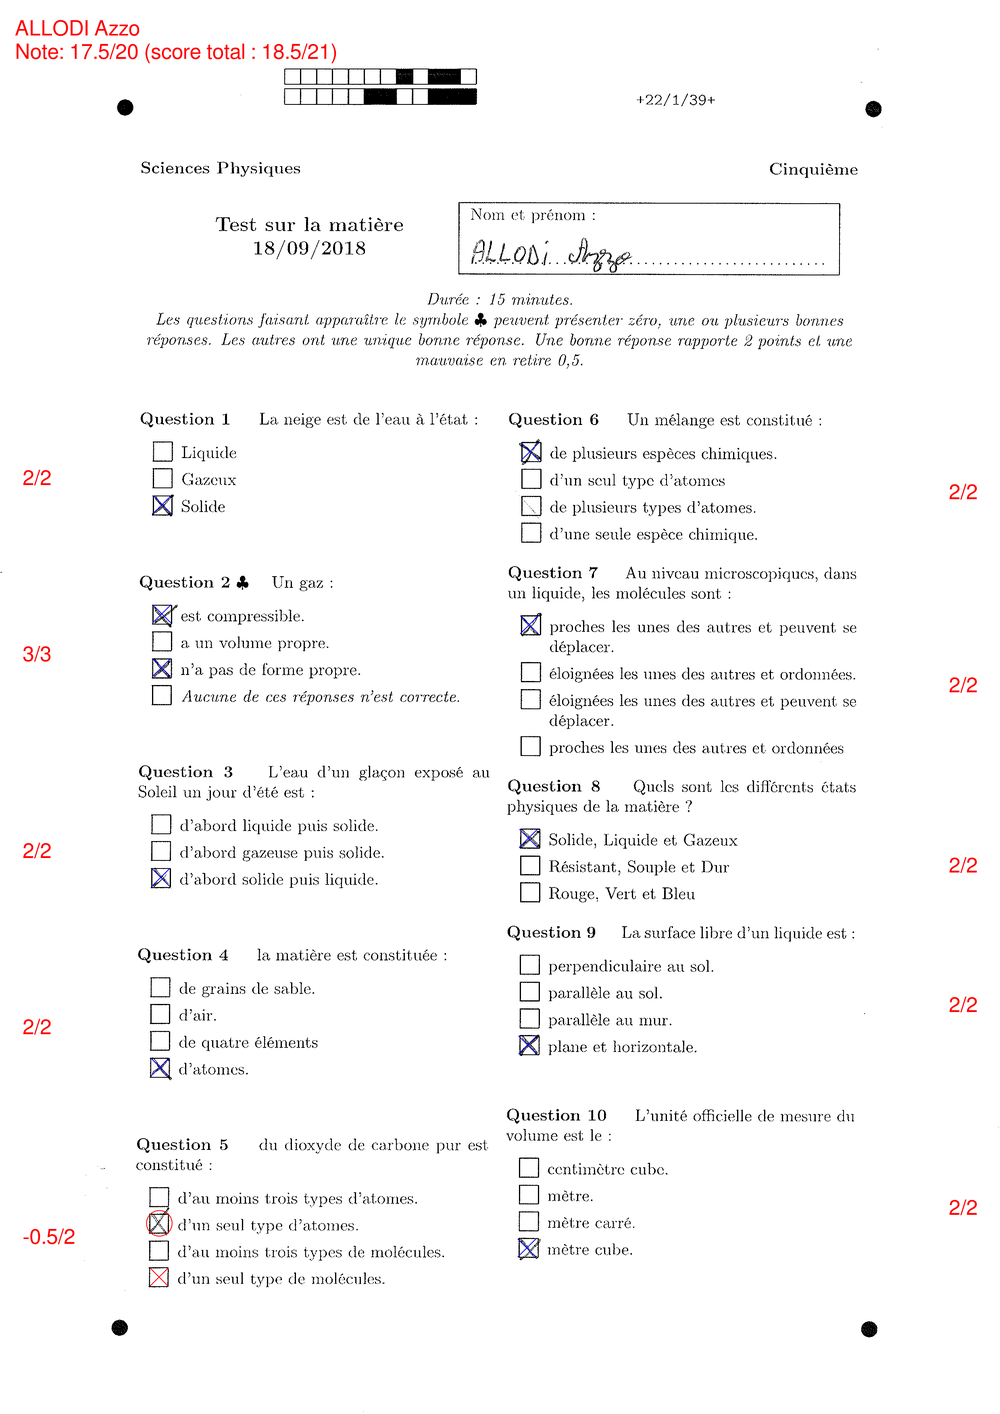 ALLODI Azzo
Note: 17.5/20 (score total : 18.5/21)
+22/1/39+
Sciences Physiques
Cinquième
Test sur la matière
18/09/2018
Nom et prénom :
ALLODI Azzo
Durée : 15 minutes.
Les questions faisant apparaître le symbole ♣ peuvent présenter zéro, une ou plusieurs bonnes
réponses. Les autres ont une unique bonne réponse. Une bonne réponse rapporte 2 points et une
mauvaise en retire 0,5.
Question 1 La neige est de l'eau à l'état :
Liquide
2/2
Gazeux
Solide
Question 2 ♣ Un gaz :
est compressible.
a un volume propre.
3/3
n'a pas de forme propre.
Aucune de ces réponses n'est correcte.
Question 3 L'eau d'un glaçon exposé au
Soleil un jour d'été est :
d'abord liquide puis solide.
2/2
d'abord gazeuse puis solide.
d'abord solide puis liquide.
Question 4 la matière est constituée :
de grains de sable.
d'air.
2/2
de quatre éléments
d'atomes.
Question 5 du dioxyde de carbone pur est
constitué :
d'au moins trois types d'atomes.
d'un seul type d'atomes.
-0.5/2
d'au moins trois types de molécules.
d'un seul type de molécules.
Question 6 Un mélange est constitué :
de plusieurs espèces chimiques.
d'un seul type d'atomes
2/2
de plusieurs types d'atomes.
d'une seule espèce chimique.
Question 7 Au niveau microscopiques, dans
un liquide, les molécules sont :
proches les unes des autres et peuvent se
déplacer.
éloignées les unes des autres et ordonnées.
2/2
éloignées les unes des autres et peuvent se
déplacer.
proches les unes des autres et ordonnées
Question 8 Quels sont les différents états
physiques de la matière ?
Solide, Liquide et Gazeux
2/2
Résistant, Souple et Dur
Rouge, Vert et Bleu
Question 9 La surface libre d'un liquide est :
perpendiculaire au sol.
parallèle au sol.
2/2
parallèle au mur.
plane et horizontale.
Question 10 L'unité officielle de mesure du
volume est le :
centimètre cube.
mètre.
2/2
mètre carré.
mètre cube.